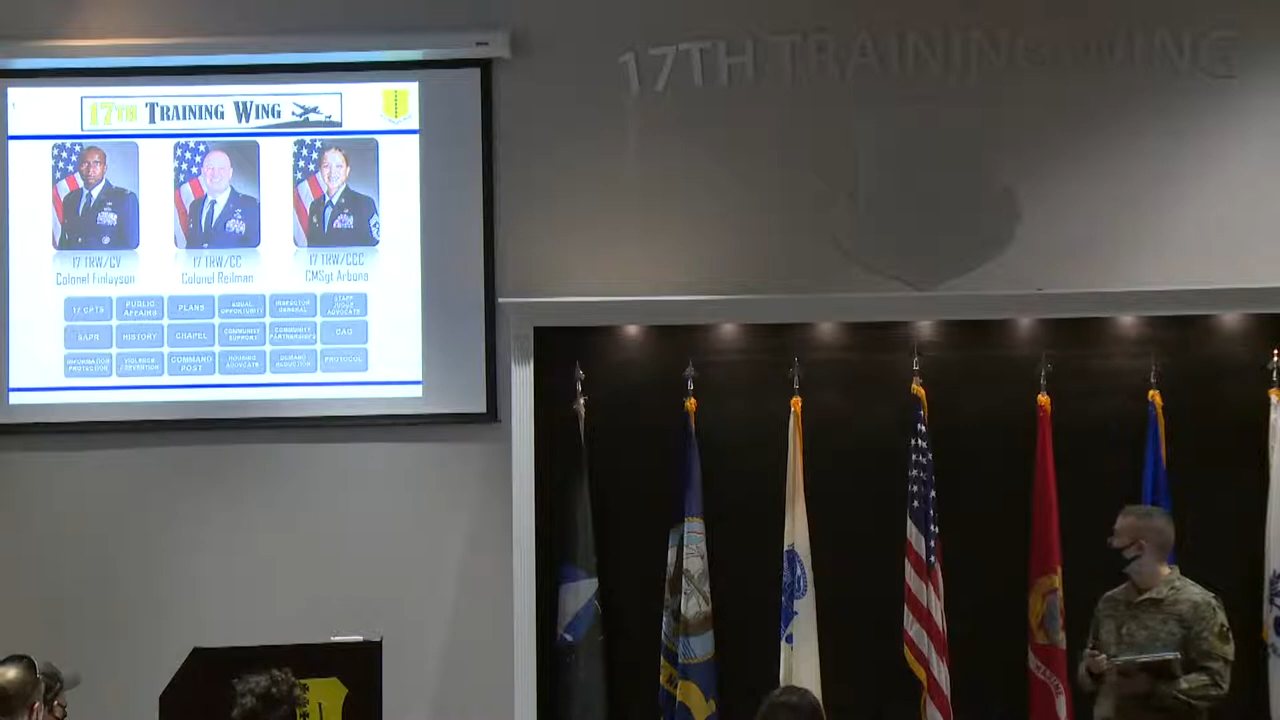 17TH TRAINING WING
17TH TRAINING WING
17 TRW/CV
Colonel Finlayson
17 TRW/CC
Colonel Reilman
17 TRW/CCC
CMSgt Arbona
17 CPTS
PUBLIC
AFFAIRS
PLANS
EQUAL
OPPORTUNITY
INSPECTOR
GENERAL
STAFF
JUDGE
ADVOCATE
SAPR
HISTORY
CHAPEL
COMMUNITY
SUPPORT
COMMUNITY
PARTNERSHIPS
CAG
INFORMATION
PROTECTION
VIOLENCE
PREVENTION
COMMAND
POST
HOUSING
ADVOCATE
DEMAND
REDUCTION
PROTOCOL